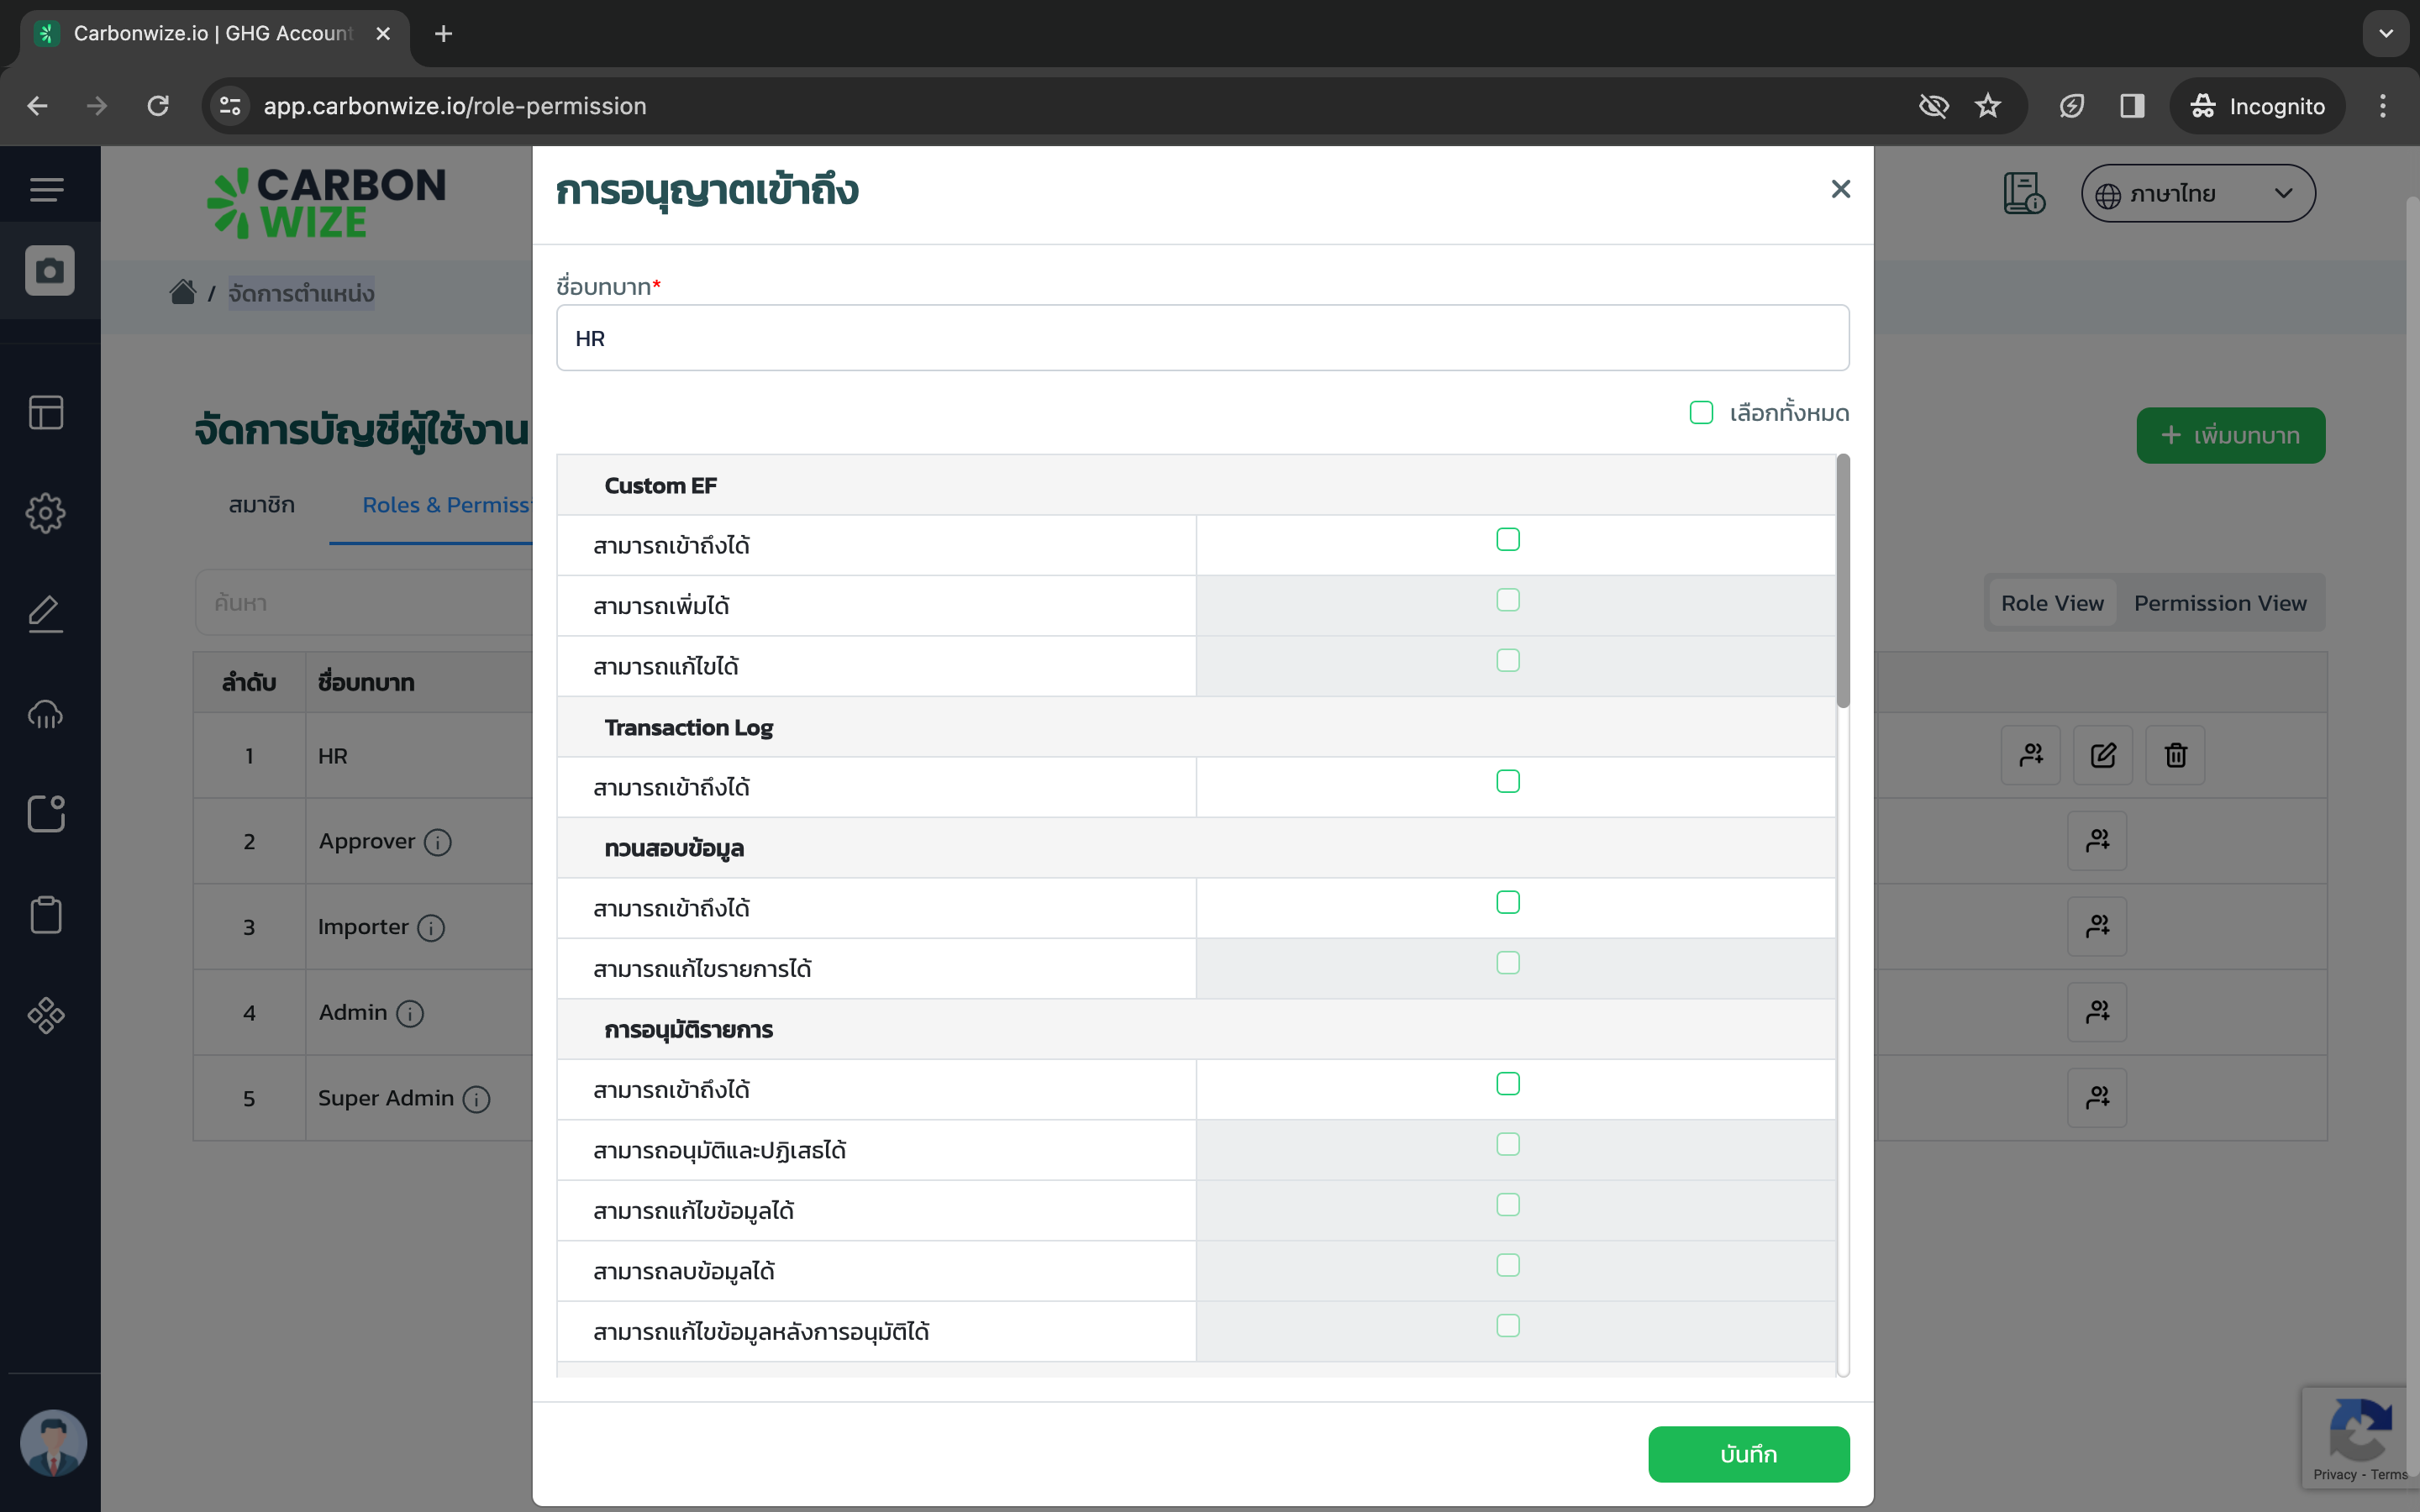 Carbonwize.io | GHG Account
app.carbonwize.io/role-permission
Incognito
CARBON
WIZE
ภาษาไทย
/ จัดการตำแหน่ง
จัดการบัญชีผู้ใช้งาน
เพิ่มบทบาท
สมาชิก
Roles & Permiss
ค้นหา
Role View
Permission View
ลำดับ ชื่อบทบาท
1 HR
2 Approver
3 Importer
4 Admin
5 Super Admin
การอนุญาตเข้าถึง
ชื่อบทบาท*
HR
เลือกทั้งหมด
Custom EF
สามารถเข้าถึงได้
สามารถเพิ่มได้
สามารถแก้ไขได้
Transaction Log
สามารถเข้าถึงได้
ทวนสอบข้อมูล
สามารถเข้าถึงได้
สามารถแก้ไขรายการได้
การอนุมัติรายการ
สามารถเข้าถึงได้
สามารถอนุมัติและปฏิเสธได้
สามารถแก้ไขข้อมูลได้
สามารถลบข้อมูลได้
สามารถแก้ไขข้อมูลหลังการอนุมัติได้
บันทึก
Privacy - Terms